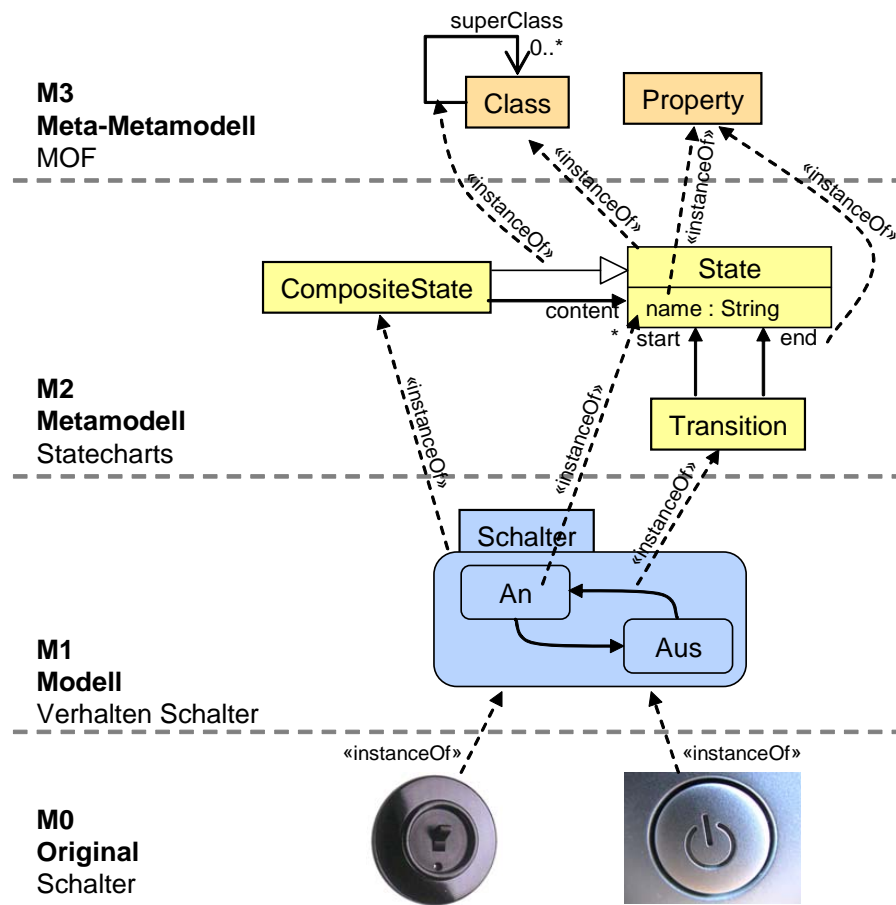 superClass
0..*
M3
Meta-Metamodell
MOF
Class
Property
«instanceOf»
«instanceOf»
«instanceOf»
«instanceOf»
CompositeState
State
name : String
content
*
start
end
M2
Metamodell
Statecharts
Transition
«instanceOf»
«instanceOf»
«instanceOf»
Schalter
An
Aus
M1
Modell
Verhalten Schalter
«instanceOf»
«instanceOf»
M0
Original
Schalter